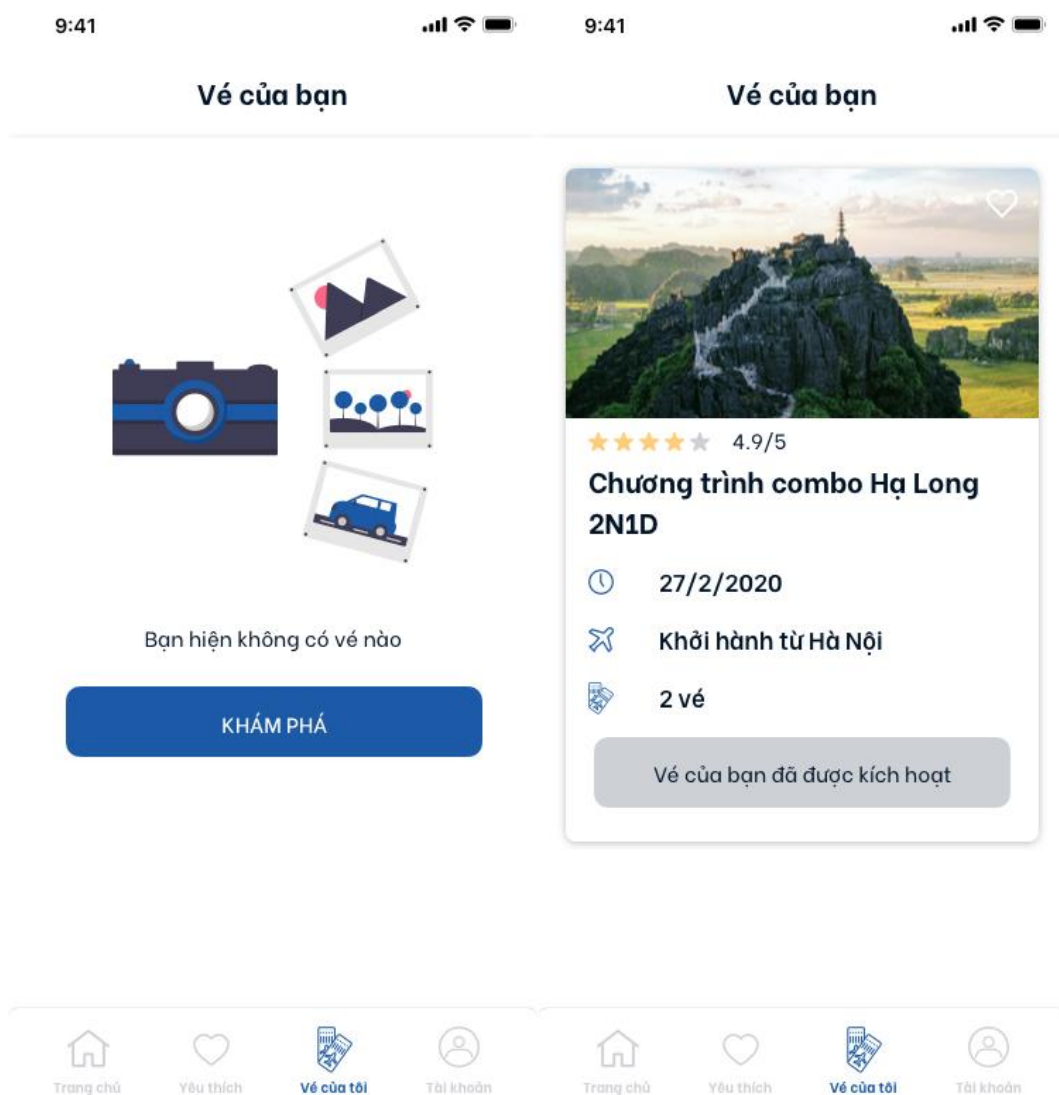 9:41
Vé của bạn
Bạn hiện không có vé nào
KHÁM PHÁ
Trang chủ
Yêu thích
Vé của tôi
Tài khoản
9:41
Vé của bạn
4.9/5
Chương trình combo Hạ Long
2N1D
27/2/2020
Khởi hành từ Hà Nội
2 vé
Vé của bạn đã được kích hoạt
Trang chủ
Yêu thích
Vé của tôi
Tài khoản